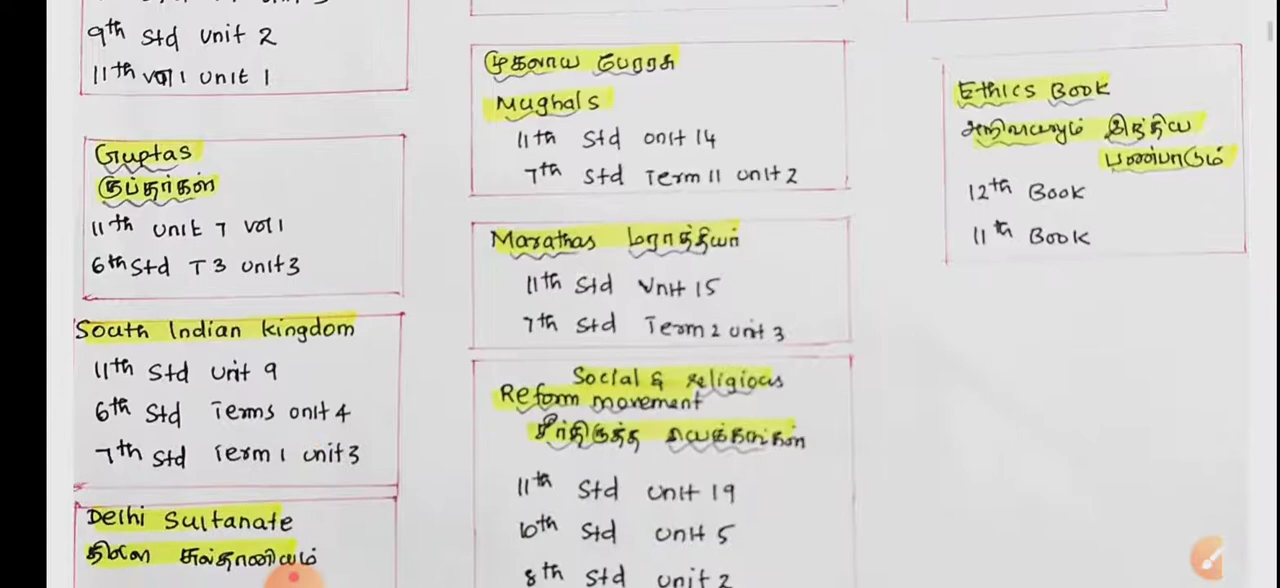 9th Std unit 2
11th vol 1 unit 1
Guptas
குப்தர்கள்
11th unit 7 vol 1
6th Std T 3 unit 3
South Indian kingdom
11th Std unit 9
6th Std Term 3 unit 4
7th Std Term 1 unit 3
Delhi Sultanate
தில்லி சுல்தானியம்
முகலாய பேரரசு
Mughals
11th Std unit 14
7th Std Term 11 unit 2
Marathas மராத்தியர்
11th Std Unit 15
7th Std Term 2 unit 3
Social & religious
Reform movement
சீர்திருத்த இயக்கங்கள்
11th Std unit 19
10th Std unit 5
8th Std unit 2
Ethics Book
அறவியலும் இந்திய
பண்பாடும்
12th Book
11th Book